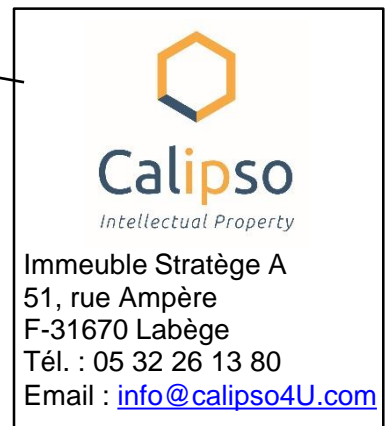 Calipso
Intellectual Property
Immeuble Stratège A
51, rue Ampère
F-31670 Labège
Tél. : 05 32 26 13 80
Email : info@calipso4U.com